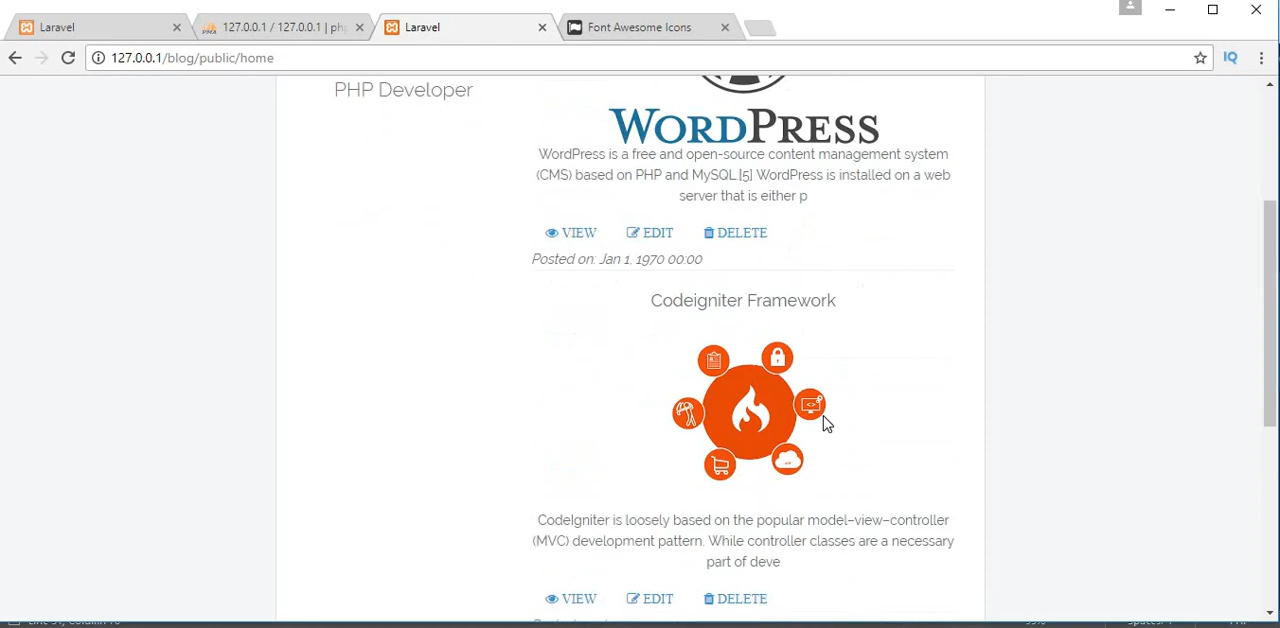 Laravel
127.0.0.1 / 127.0.0.1 | ph
Laravel
Font Awesome Icons
127.0.0.1/blog/public/home
IQ
PHP Developer
WORDPRESS
WordPress is a free and open-source content management system
(CMS) based on PHP and MySQL.[5] WordPress is installed on a web
server that is either p
VIEW EDIT DELETE
Posted on: Jan 1, 1970 00:00
Codeigniter Framework
CodeIgniter is loosely based on the popular model–view–controller
(MVC) development pattern. While controller classes are a necessary
part of deve
VIEW EDIT DELETE